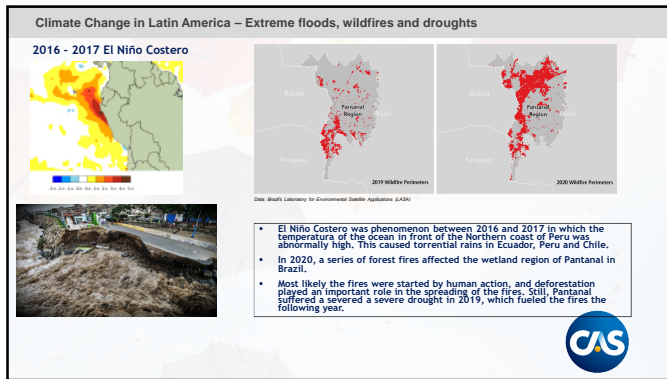 Climate Change in Latin America – Extreme floods, wildfires and droughts
2016 – 2017 El Niño Costero
Bolivia
Pantanal
Region
Brazil
Paraguay
2019 Wildfire Perimeters
Bolivia
Pantanal
Region
Brazil
Paraguay
2020 Wildfire Perimeters
Data: Brazil's Laboratory for Environmental Satellite Applications (LASA)
• El Niño Costero was phenomenon between 2016 and 2017 in which the
temperature of the ocean in front of the Northern coast of Peru was
abnormally high. This caused torrential rains in Ecuador, Peru and Chile.
• In 2020, a series of forest fires affected the wetland region of Pantanal in
Brazil.
• Most likely the fires were started by human action, and deforestation
played an important role in the spreading of the fires. Still, Pantanal
suffered a severed a severe drought in 2019, which fueled the fires the
following year.
CAS